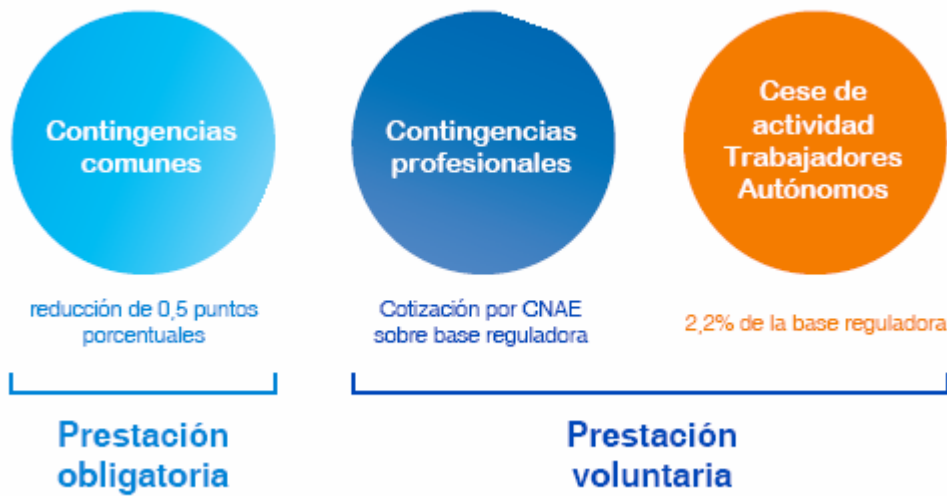 Contingencias
comunes
Contingencias
profesionales
Cese de
actividad
Trabajadores
Autónomos
reducción de 0,5 puntos
porcentuales
Cotización por CNAE
sobre base reguladora
2,2% de la base reguladora
Prestación
obligatoria
Prestación
voluntaria